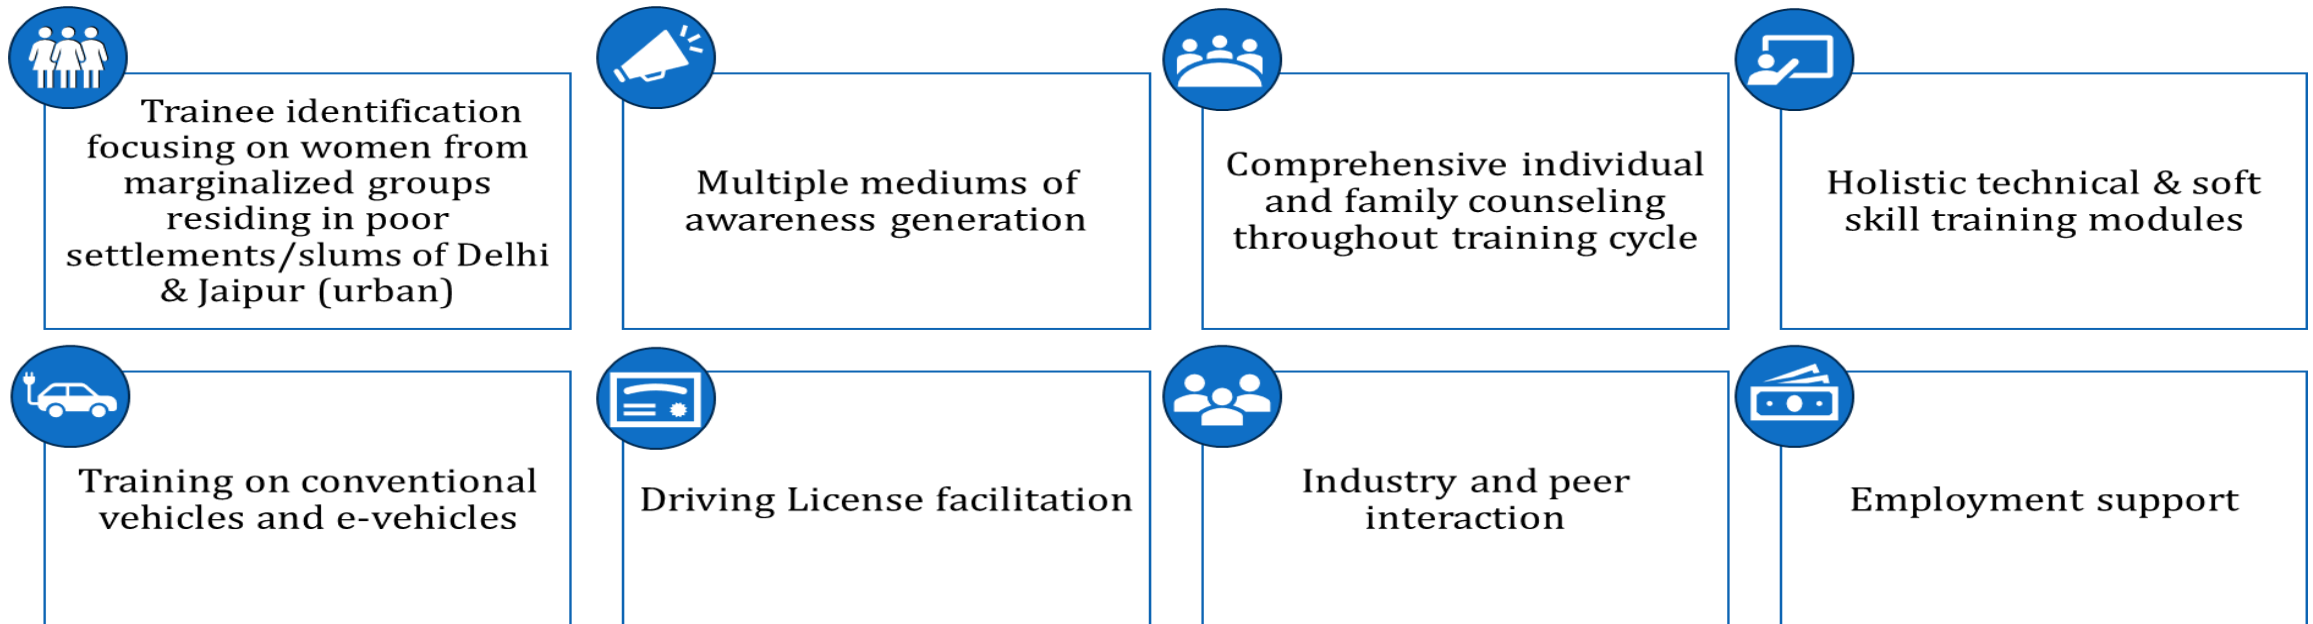 Trainee identification
focusing on women from
marginalized groups
residing in poor
settlements/slums of Delhi
& Jaipur (urban)
Multiple mediums of
awareness generation
Comprehensive individual
and family counseling
throughout training cycle
Holistic technical & soft
skill training modules
Training on conventional
vehicles and e-vehicles
Driving License facilitation
Industry and peer
interaction
Employment support